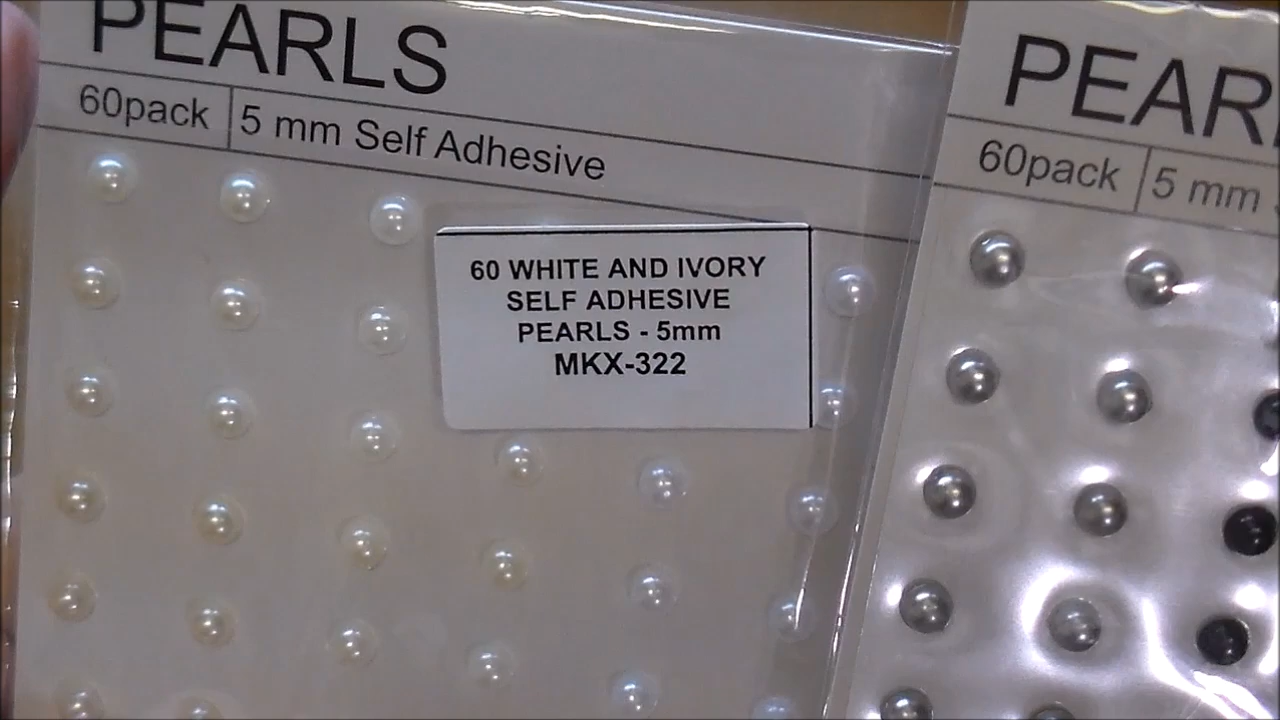 PEARLS
60pack
5 mm Self Adhesive
60 WHITE AND IVORY
SELF ADHESIVE
PEARLS - 5mm
MKX-322
PEAR
60pack
5 mm